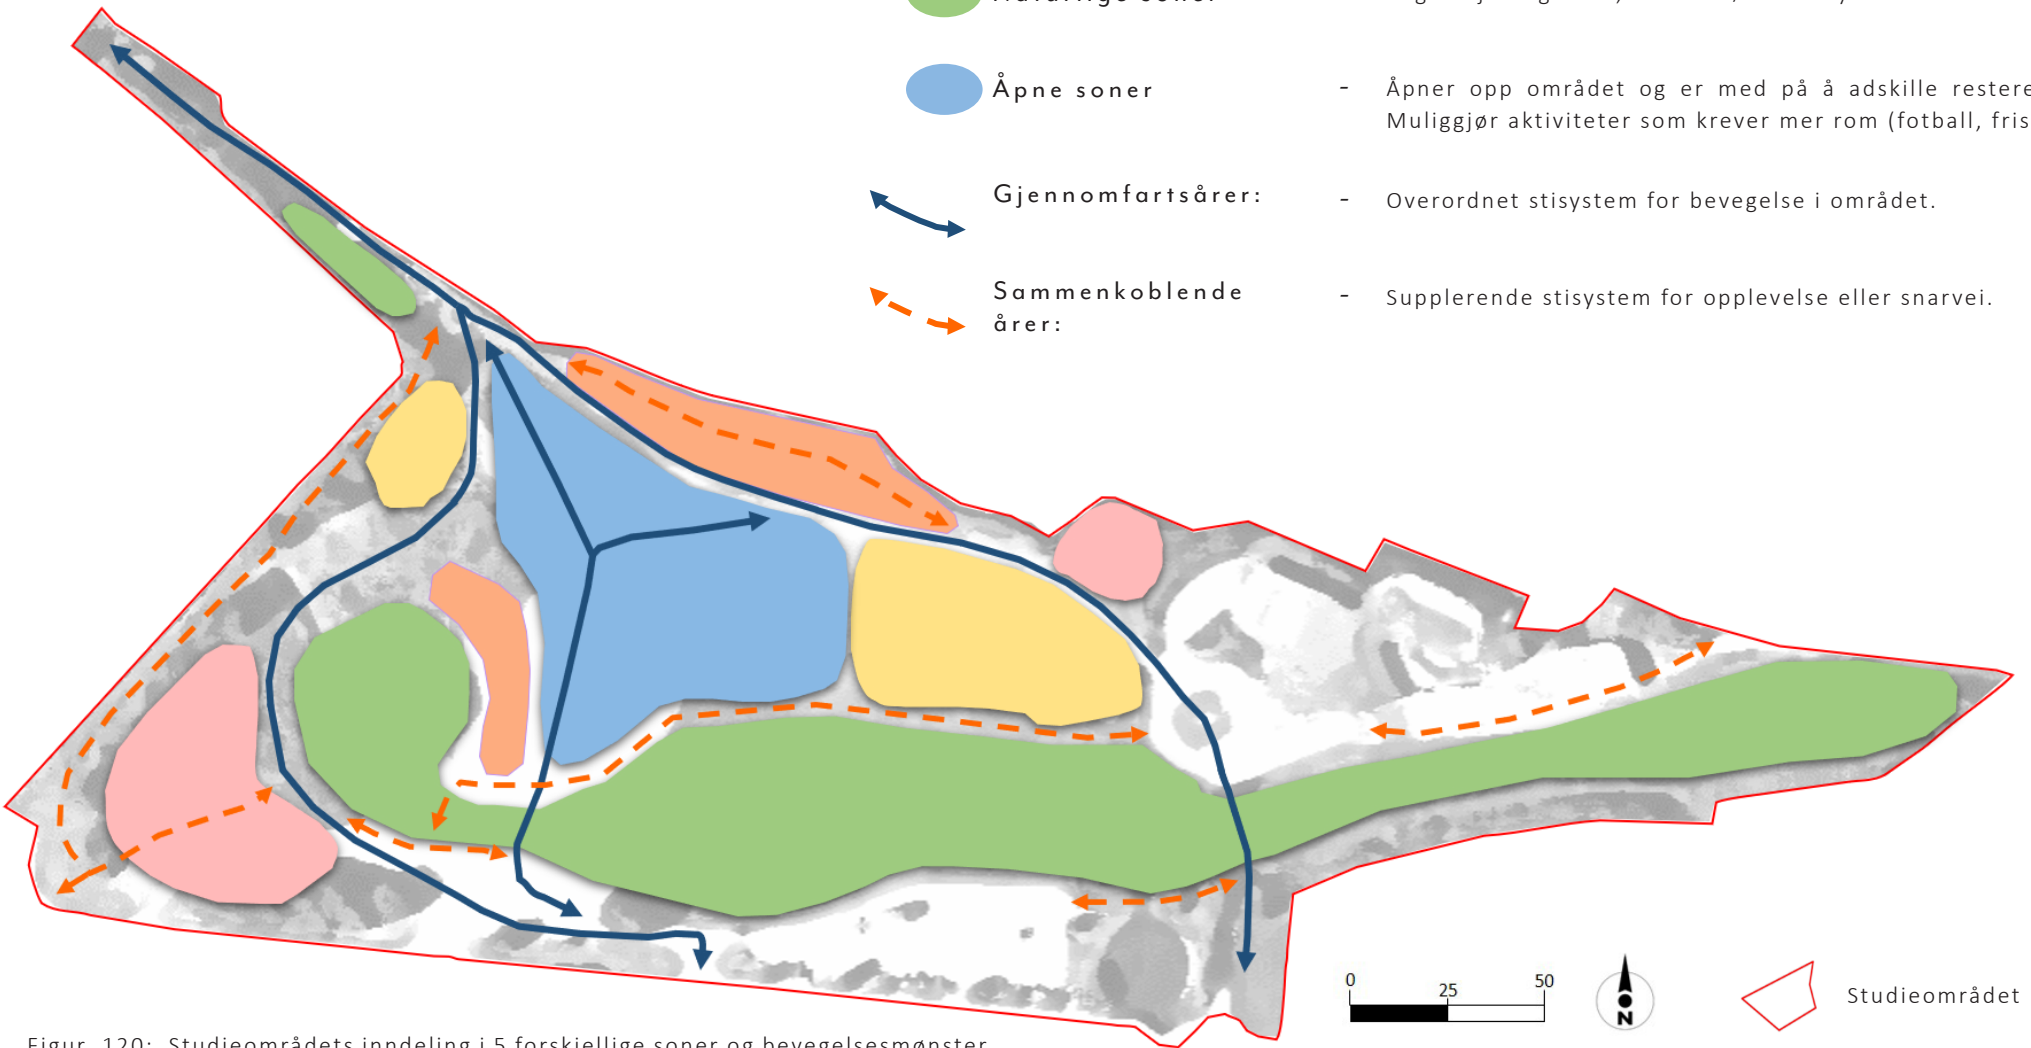 Naturlige soner
Åpne soner
- Åpner opp området og er med på å adskille
Muliggjør aktiviteter som krever mer rom (fotball,
Gjennomfartsårer:
- Overordnet stisystem for bevegelse i området.
Sammenkoblende
årer:
- Supplerende stisystem for opplevelse eller snarvei.
0
25
50
N
Studieområdet
Figur 120: Studieområdets inndeling i 5 forskjellige soner og bevegelsesmønster